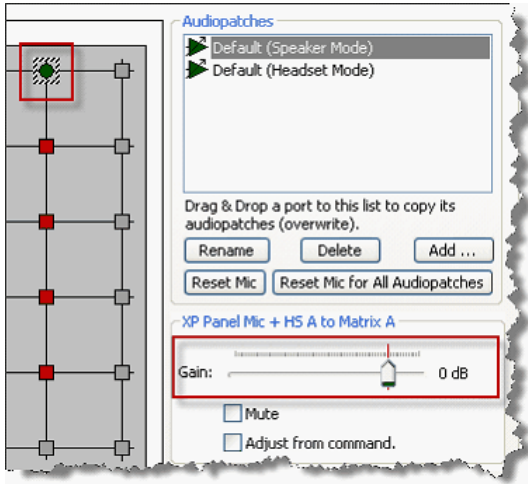 Audiopatches
Default (Speaker Mode)
Default (Headset Mode)
Drag & Drop a port to this list to copy its
audiopatches (overwrite).
Rename
Delete
Add ...
Reset Mic
Reset Mic for All Audiopatches
XP Panel Mic + HS A to Matrix A
Gain:
0 dB
Mute
Adjust from command.